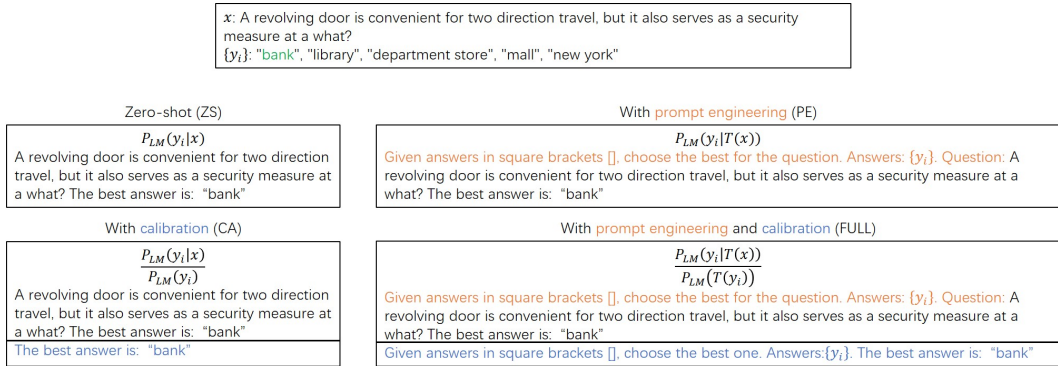 x: A revolving door is convenient for two direction travel, but it also serves as a security
measure at a what?
{yᵢ}: "bank", "library", "department store", "mall", "new york"
Zero-shot (ZS)
P_LM(yᵢ|x)
A revolving door is convenient for two direction
travel, but it also serves as a security measure at
a what? The best answer is: “bank”
With prompt engineering (PE)
P_LM(yᵢ|T(x))
Given answers in square brackets [], choose the best for the question. Answers: {yᵢ}. Question: A
revolving door is convenient for two direction travel, but it also serves as a security measure at a
what? The best answer is: “bank”
With calibration (CA)
P_LM(yᵢ|x)
P_LM(yᵢ)
A revolving door is convenient for two direction
travel, but it also serves as a security measure at
a what? The best answer is: “bank”
The best answer is: “bank”
With prompt engineering and calibration (FULL)
P_LM(yᵢ|T(x))
P_LM(T(yᵢ))
Given answers in square brackets [], choose the best for the question. Answers: {yᵢ}. Question: A
revolving door is convenient for two direction travel, but it also serves as a security measure at a
what? The best answer is: “bank”
Given answers in square brackets [], choose the best one. Answers:{yᵢ}. The best answer is: “bank”